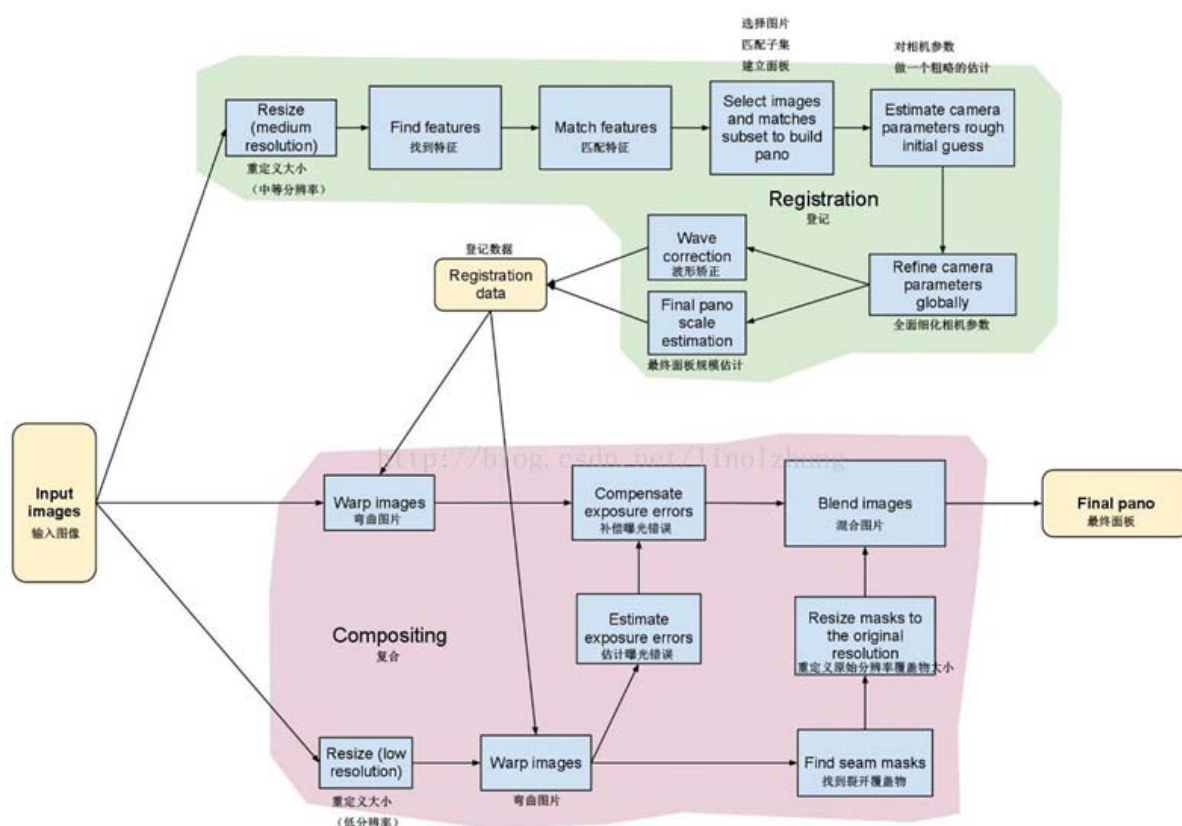 选择图片
匹配子集
建立面板
对相机参数
做一个粗略的估计
Resize
(medium
resolution)
重定义大小
(中等分辨率)
Find features
找到特征
Match features
匹配特征
Select images
and matches
subset to build
pano
Estimate camera
parameters rough
initial guess
Registration
登记
Wave
correction
波形矫正
Refine camera
parameters
globally
全面细化相机参数
Final pano
scale
estimation
最终面板规模估计
登记数据
Registration
data
Input
images
输入图像
http://blog.csdn.net/linolzhang
Warp images
弯曲图片
Compensate
exposure errors
补偿曝光错误
Blend images
混合图片
Final pano
最终面板
Compositing
复合
Estimate
exposure errors
估计曝光错误
Resize masks to
the original
resolution
重定义原始分辨率覆盖物大小
Resize (low
resolution)
重定义大小
(低分辨率)
Warp images
弯曲图片
Find seam masks
找到裂开覆盖物